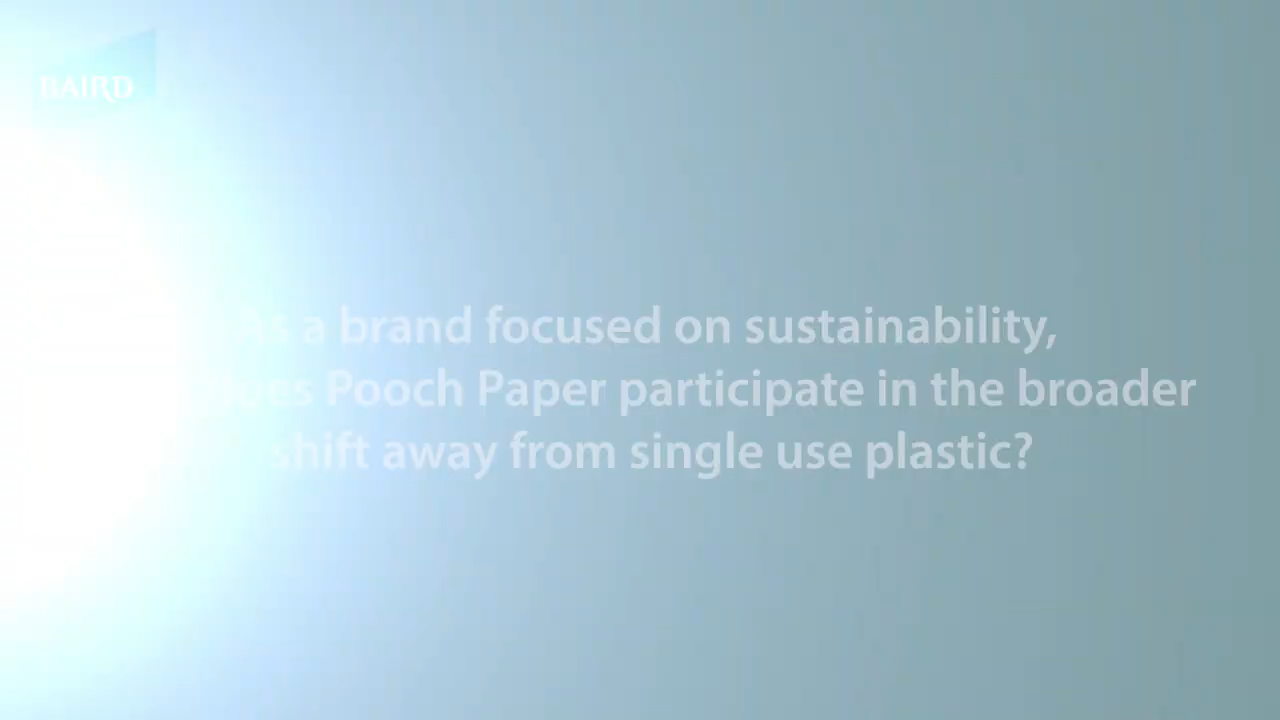 BAIRD
As a brand focused on sustainability,
does Pooch Paper participate in the broader
shift away from single use plastic?